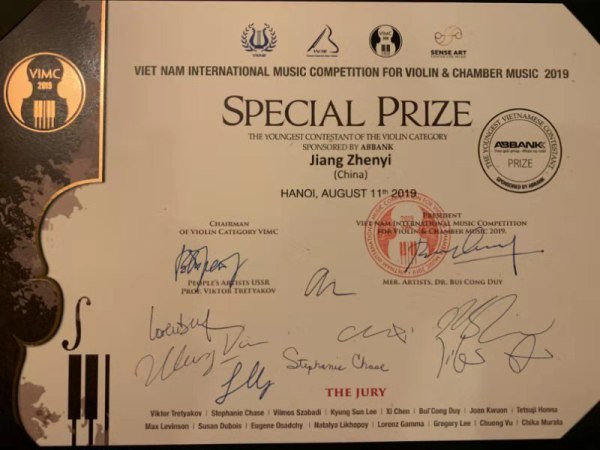 VIMC
2019
VNAM
SENSE ART
VIET NAM INTERNATIONAL MUSIC COMPETITION FOR VIOLIN & CHAMBER MUSIC 2019
SPECIAL PRIZE
THE YOUNGEST CONTESTANT OF THE VIOLIN CATEGORY
SPONSORED BY ABBANK
Jiang Zhenyi
(China)
HANOI, AUGUST 11th 2019
THE YOUNGEST VIETNAMESE CONTESTANT
ABBANK
PRIZE
SPONSORED BY ABBANK
CHAIRMAN
OF VIOLIN CATEGORY VIMC
PRESIDENT
VIET NAM INTERNATIONAL MUSIC COMPETITION
FOR VIOLIN & CHAMBER MUSIC 2019.
PEOPLE'S ARTISTS USSR
PROF. VIKTOR TRETYAKOV
MER. ARTISTS, DR. BUI CONG DUY
Stephanie Chase
THE JURY
Viktor Tretyakov | Stephanie Chase | Vilmos Szabadi | Kyung Sun Lee | Xi Chen | Bui Cong Duy | Joan Kwuon | Tetsuji Honna
Max Levinson | Susan Dubois | Eugene Osadchy | Natalya Likhopoy | Lorenz Gamma | Gregory Lee | Chuong Vu | Chika Murata